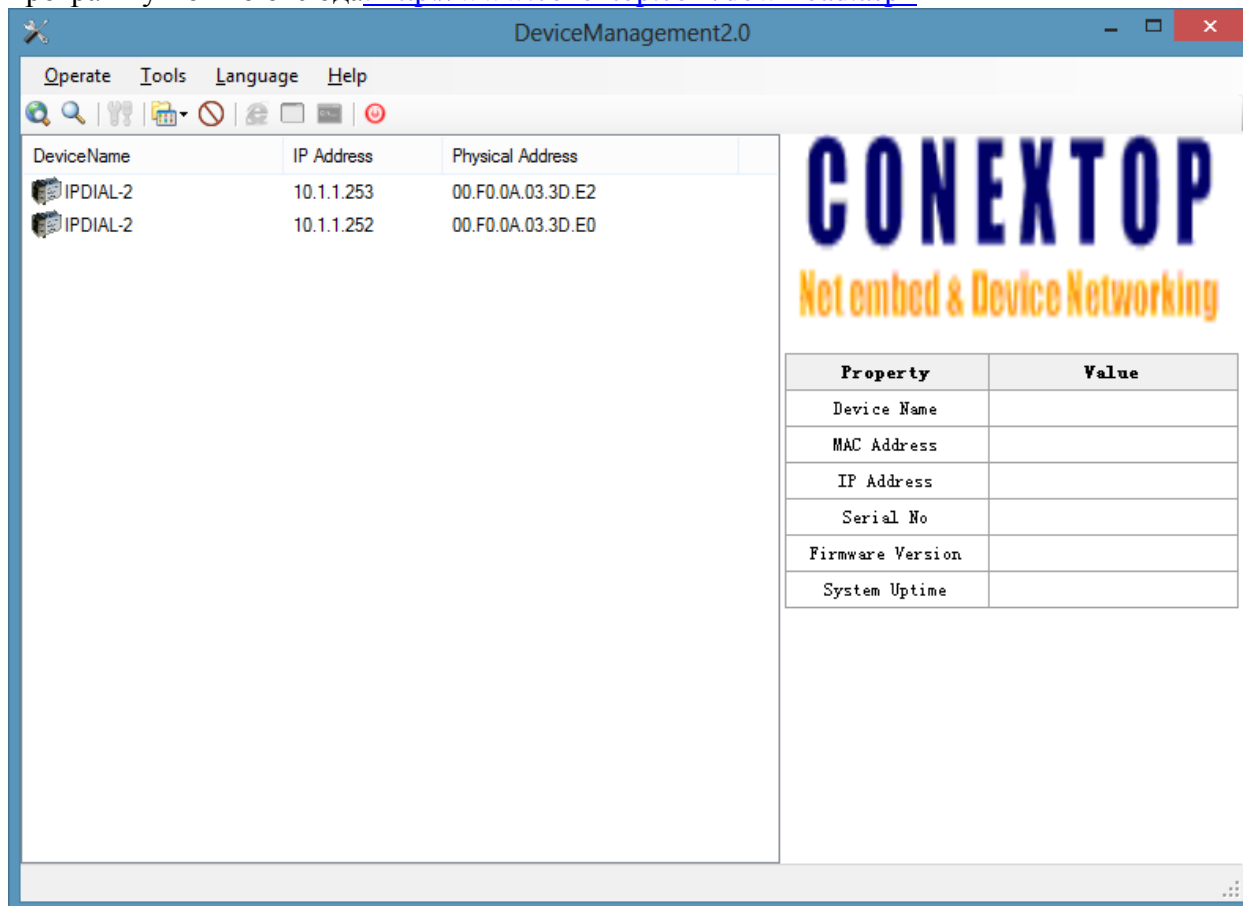 DeviceManagement2.0
Operate Tools Language Help
DeviceName IP Address Physical Address
IPDIAL-2 10.1.1.253 00.F0.0A.03.3D.E2
IPDIAL-2 10.1.1.252 00.F0.0A.03.3D.E0
CONEXTOP
Net embed & Device Networking
Property Value
Device Name
MAC Address
IP Address
Serial No
Firmware Version
System Uptime